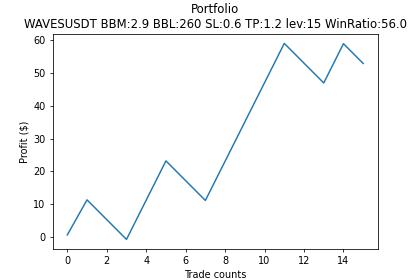 Portfolio
WAVESUSDT BBM:2.9 BBL:260 SL:0.6 TP:1.2 lev:15 WinRatio:56.0
60
50
40
30
20
10
0
Profit ($)
0 2 4 6 8 10 12 14
Trade counts